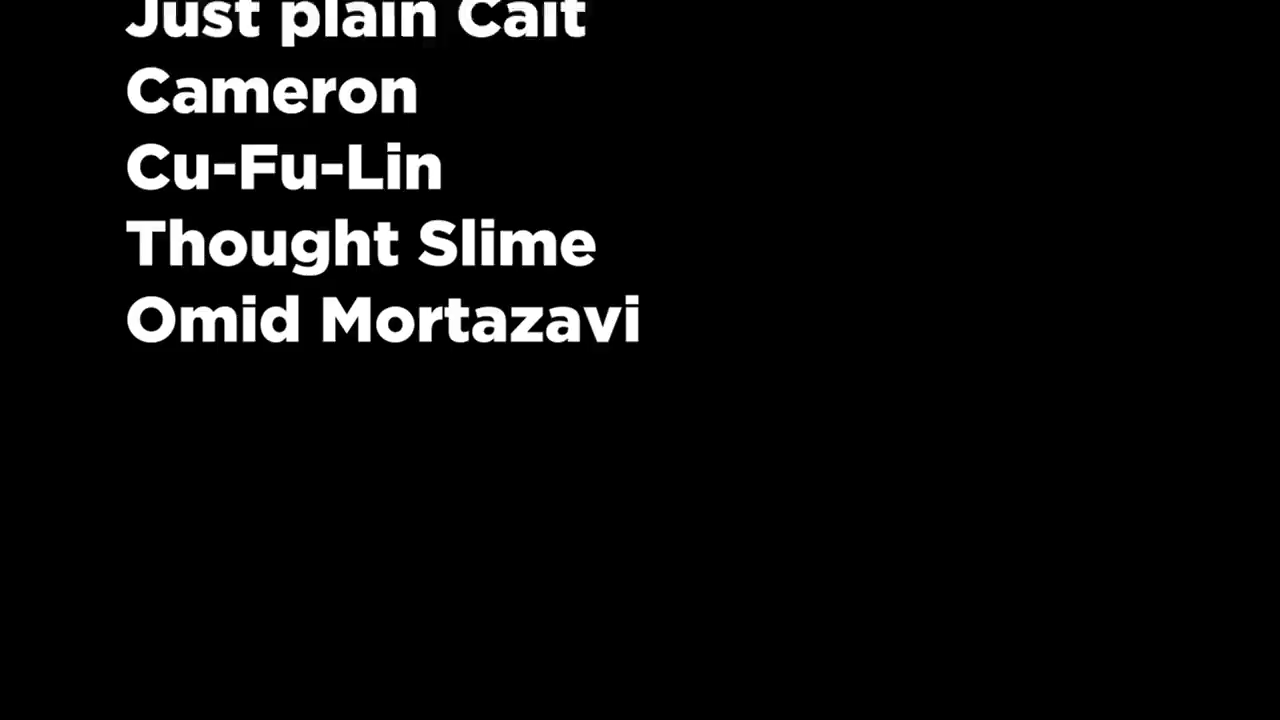 Just plain Cait
Cameron
Cu-Fu-Lin
Thought Slime
Omid Mortazavi